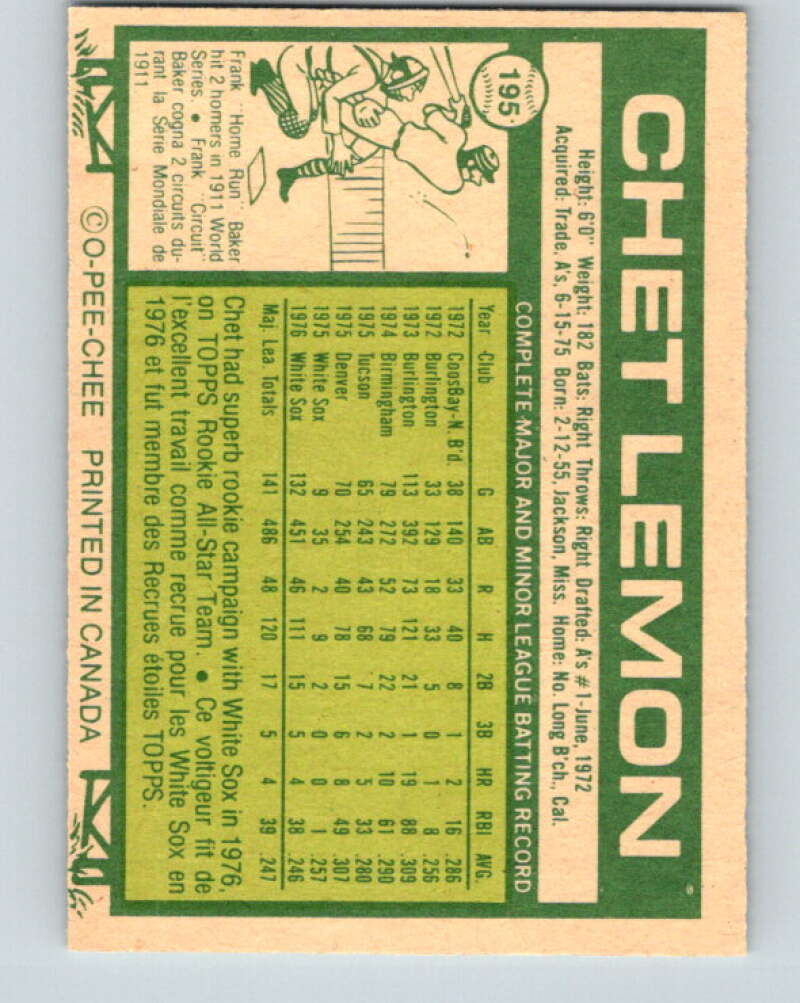 195
CHET LEMON
Height: 6'0" Weight: 182 Bats: Right Throws: Right Drafted: A's #1-June, 1972
Acquired: Trade, A's, 6-15-75 Born: 2-12-55, Jackson, Miss. Home: No. Long B'ch., Cal.
COMPLETE MAJOR AND MINOR LEAGUE BATTING RECORD
Year Club G AB R H 2B 3B HR RBI AVG.
1972 CoosBay-N. B'd. 38 140 33 40 8 1 2 16 .286
1972 Burlington 33 129 18 33 5 0 1 8 .256
1973 Burlington 113 392 73 121 21 1 19 88 .309
1974 Birmingham 79 272 52 79 22 2 10 61 .290
1975 Tucson 65 243 43 68 7 2 5 33 .280
1975 Denver 70 254 40 78 15 6 8 49 .307
1975 White Sox 9 35 2 9 2 0 0 1 .257
1976 White Sox 132 451 46 111 15 5 4 38 .246
Maj. Lea Totals 141 486 48 120 17 5 4 39 .247
Chet had superb rookie campaign with White Sox in 1976,
on TOPPS Rookie All-Star Team. • Ce voltigeur fit de
l'excellent travail comme recrue pour les White Sox en
1976 et fut membre des Recrues étoiles TOPPS.
Frank "Home Run" Baker
hit 2 homers in 1911 World
Series. • Frank "Circuit"
Baker cogna 2 circuits du-
rant la Série Mondiale de
1911
©O-PEE-CHEE PRINTED IN CANADA